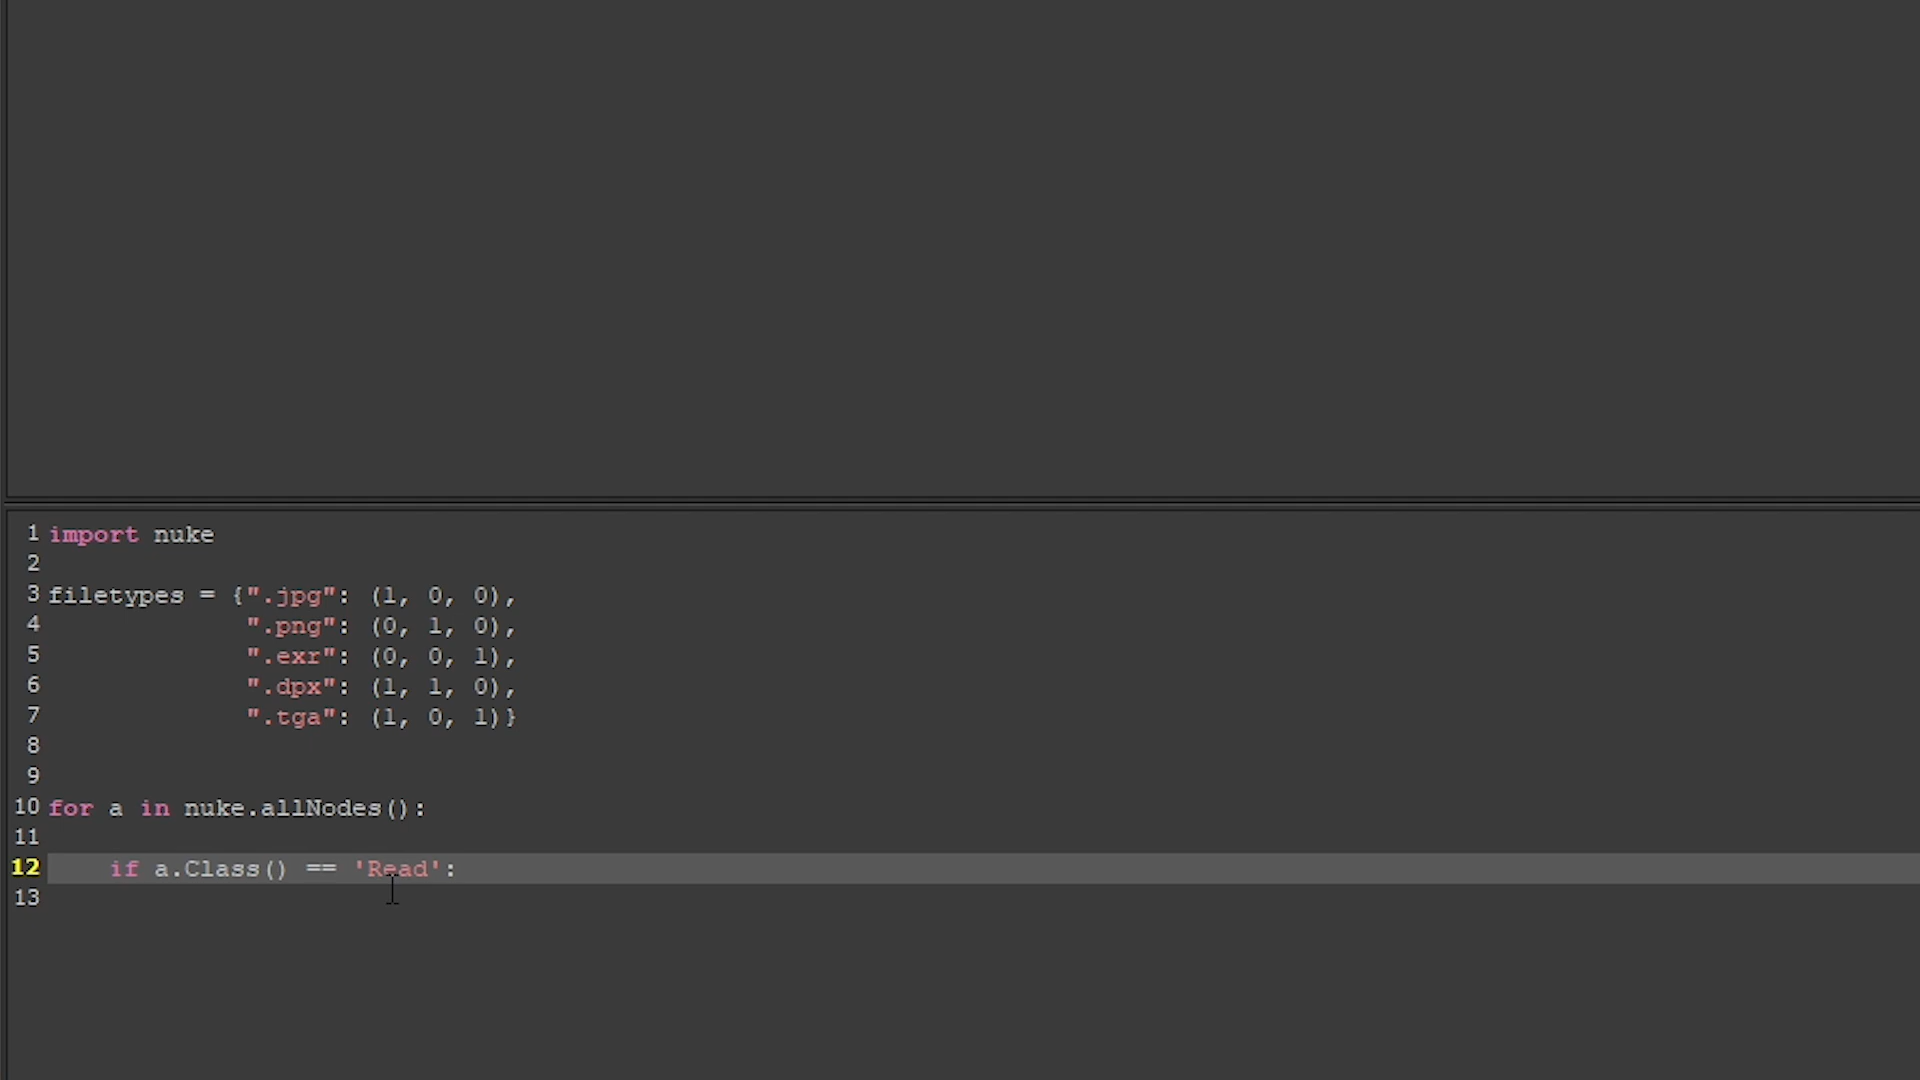 1 import nuke
2
3 filetypes = {".jpg": (1, 0, 0),
4 ".png": (0, 1, 0),
5 ".exr": (0, 0, 1),
6 ".dpx": (1, 1, 0),
7 ".tga": (1, 0, 1)}
8
9
10 for a in nuke.allNodes():
11
12 if a.Class() == 'Read':
13